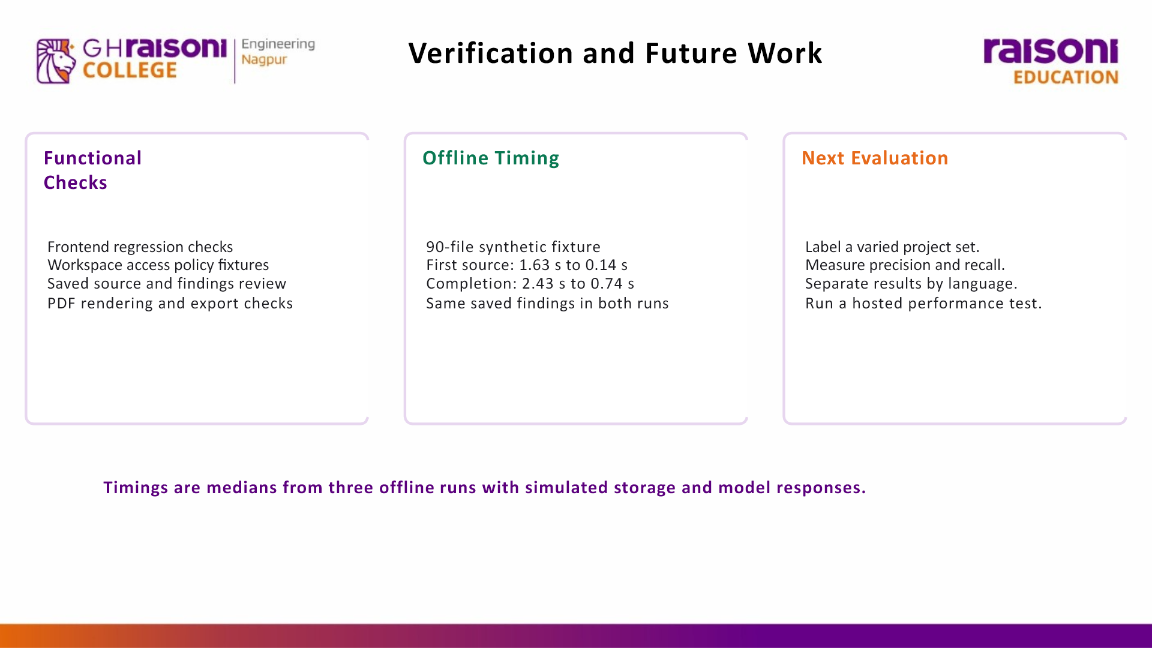 GHRAISONI
COLLEGE
Engineering
Nagpur
Verification and Future Work
raisoni
EDUCATION
Functional
Checks
Frontend regression checks
Workspace access policy fixtures
Saved source and findings review
PDF rendering and export checks
Offline Timing
90-file synthetic fixture
First source: 1.63 s to 0.14 s
Completion: 2.43 s to 0.74 s
Same saved findings in both runs
Next Evaluation
Label a varied project set.
Measure precision and recall.
Separate results by language.
Run a hosted performance test.
Timings are medians from three offline runs with simulated storage and model responses.